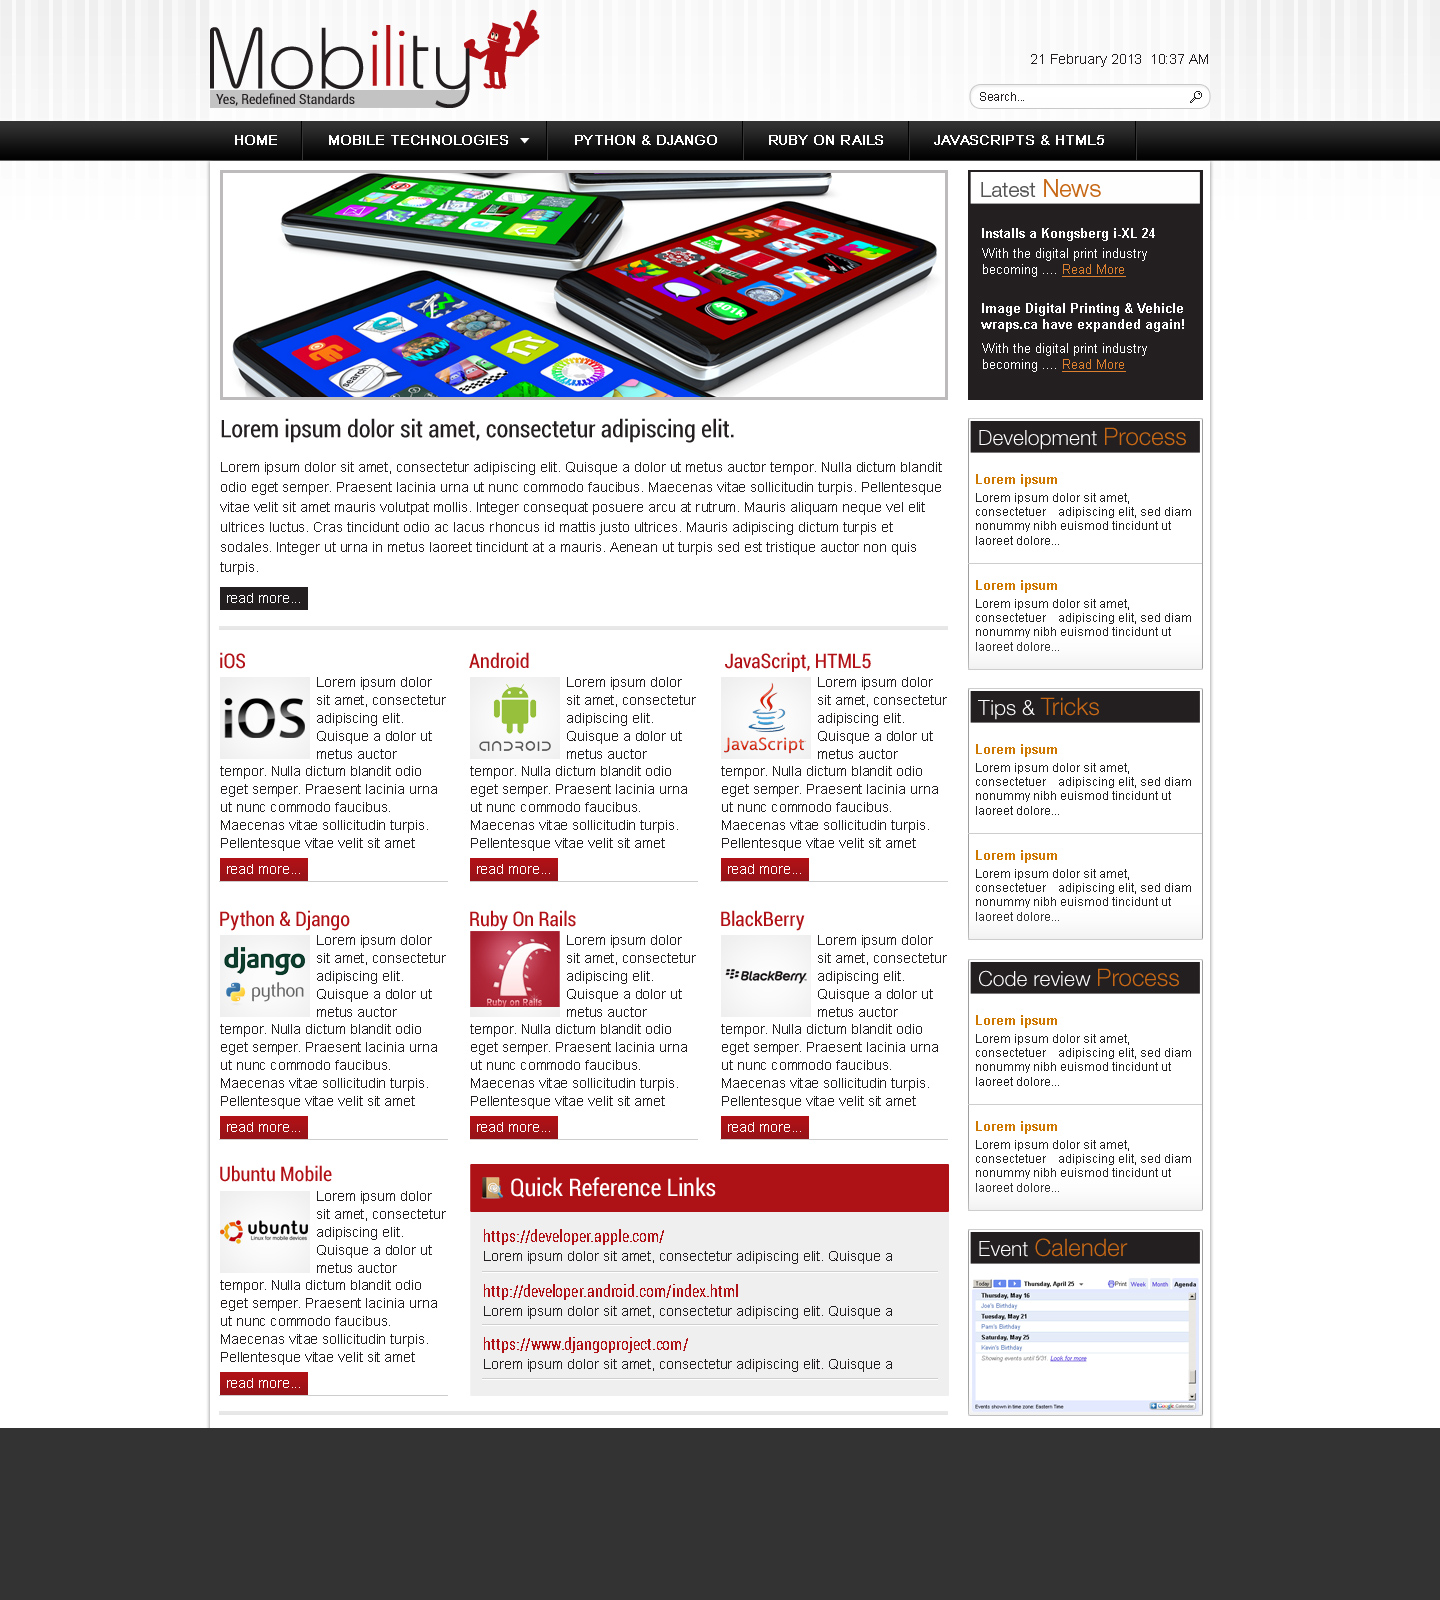 Mobility
Yes, Redefined Standards
21 February 2013 10:37 AM
Search...
HOME
MOBILE TECHNOLOGIES
PYTHON & DJANGO
RUBY ON RAILS
JAVASCRIPTS & HTML5
search!
WWW
401k
Lorem ipsum dolor sit amet, consectetur adipiscing elit.
Lorem ipsum dolor sit amet, consectetur adipiscing elit. Quisque a dolor ut metus auctor tempor. Nulla dictum blandit
odio eget semper. Praesent lacinia urna ut nunc commodo faucibus. Maecenas vitae sollicitudin turpis. Pellentesque
vitae velit sit amet mauris volutpat mollis. Integer consequat posuere arcu at rutrum. Mauris aliquam neque vel elit
ultrices luctus. Cras tincidunt odio ac lacus rhoncus id mattis justo ultrices. Mauris adipiscing dictum turpis et
sodales. Integer ut urna in metus laoreet tincidunt at a mauris. Aenean ut turpis sed est tristique auctor non quis
turpis.
read more...
iOS
iOS
Lorem ipsum dolor
sit amet, consectetur
adipiscing elit.
Quisque a dolor ut
metus auctor
tempor. Nulla dictum blandit odio
eget semper. Praesent lacinia urna
ut nunc commodo faucibus.
Maecenas vitae sollicitudin turpis.
Pellentesque vitae velit sit amet
read more...
Android
ANDROID
Lorem ipsum dolor
sit amet, consectetur
adipiscing elit.
Quisque a dolor ut
metus auctor
tempor. Nulla dictum blandit odio
eget semper. Praesent lacinia urna
ut nunc commodo faucibus.
Maecenas vitae sollicitudin turpis.
Pellentesque vitae velit sit amet
read more...
JavaScript, HTML5
JavaScript
Lorem ipsum dolor
sit amet, consectetur
adipiscing elit.
Quisque a dolor ut
metus auctor
tempor. Nulla dictum blandit odio
eget semper. Praesent lacinia urna
ut nunc commodo faucibus.
Maecenas vitae sollicitudin turpis.
Pellentesque vitae velit sit amet
read more...
Python & Django
django
python
Lorem ipsum dolor
sit amet, consectetur
adipiscing elit.
Quisque a dolor ut
metus auctor
tempor. Nulla dictum blandit odio
eget semper. Praesent lacinia urna
ut nunc commodo faucibus.
Maecenas vitae sollicitudin turpis.
Pellentesque vitae velit sit amet
read more...
Ruby On Rails
Ruby on Rails
Lorem ipsum dolor
sit amet, consectetur
adipiscing elit.
Quisque a dolor ut
metus auctor
tempor. Nulla dictum blandit odio
eget semper. Praesent lacinia urna
ut nunc commodo faucibus.
Maecenas vitae sollicitudin turpis.
Pellentesque vitae velit sit amet
read more...
BlackBerry
BlackBerry.
Lorem ipsum dolor
sit amet, consectetur
adipiscing elit.
Quisque a dolor ut
metus auctor
tempor. Nulla dictum blandit odio
eget semper. Praesent lacinia urna
ut nunc commodo faucibus.
Maecenas vitae sollicitudin turpis.
Pellentesque vitae velit sit amet
read more...
Ubuntu Mobile
ubuntu
Linux for mobile devices
Lorem ipsum dolor
sit amet, consectetur
adipiscing elit.
Quisque a dolor ut
metus auctor
tempor. Nulla dictum blandit odio
eget semper. Praesent lacinia urna
ut nunc commodo faucibus.
Maecenas vitae sollicitudin turpis.
Pellentesque vitae velit sit amet
read more...
Quick Reference Links
https://developer.apple.com/
Lorem ipsum dolor sit amet, consectetur adipiscing elit. Quisque a
http://developer.android.com/index.html
Lorem ipsum dolor sit amet, consectetur adipiscing elit. Quisque a
https://www.djangoproject.com/
Lorem ipsum dolor sit amet, consectetur adipiscing elit. Quisque a
Latest News
Installs a Kongsberg i-XL 24
With the digital print industry
becoming .... Read More
Image Digital Printing & Vehicle
wraps.ca have expanded again!
With the digital print industry
becoming .... Read More
Development Process
Lorem ipsum
Lorem ipsum dolor sit amet,
consectetuer adipiscing elit, sed diam
nonummy nibh euismod tincidunt ut
laoreet dolore...
Lorem ipsum
Lorem ipsum dolor sit amet,
consectetuer adipiscing elit, sed diam
nonummy nibh euismod tincidunt ut
laoreet dolore...
Tips & Tricks
Lorem ipsum
Lorem ipsum dolor sit amet,
consectetuer adipiscing elit, sed diam
nonummy nibh euismod tincidunt ut
laoreet dolore...
Lorem ipsum
Lorem ipsum dolor sit amet,
consectetuer adipiscing elit, sed diam
nonummy nibh euismod tincidunt ut
laoreet dolore...
Code review Process
Lorem ipsum
Lorem ipsum dolor sit amet,
consectetuer adipiscing elit, sed diam
nonummy nibh euismod tincidunt ut
laoreet dolore...
Lorem ipsum
Lorem ipsum dolor sit amet,
consectetuer adipiscing elit, sed diam
nonummy nibh euismod tincidunt ut
laoreet dolore...
Event Calender
Today Thursday, April 25 Print Week Month Agenda
Thursday, May 16
Joe's Birthday
Tuesday, May 21
Pam's Birthday
Saturday, May 25
Kevin's Birthday
Showing events until 5/31. Look for more
Events shown in time zone: Eastern Time
Google Calendar